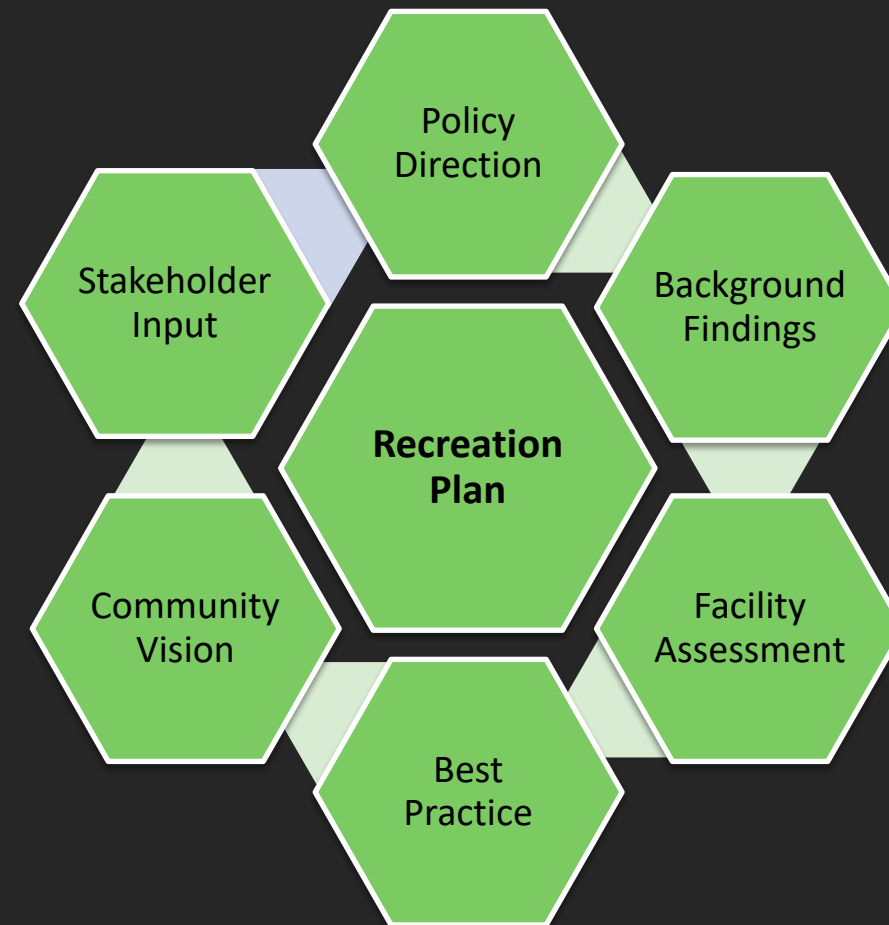 Policy
Direction
Stakeholder
Input
Background
Findings
Recreation
Plan
Community
Vision
Facility
Assessment
Best
Practice